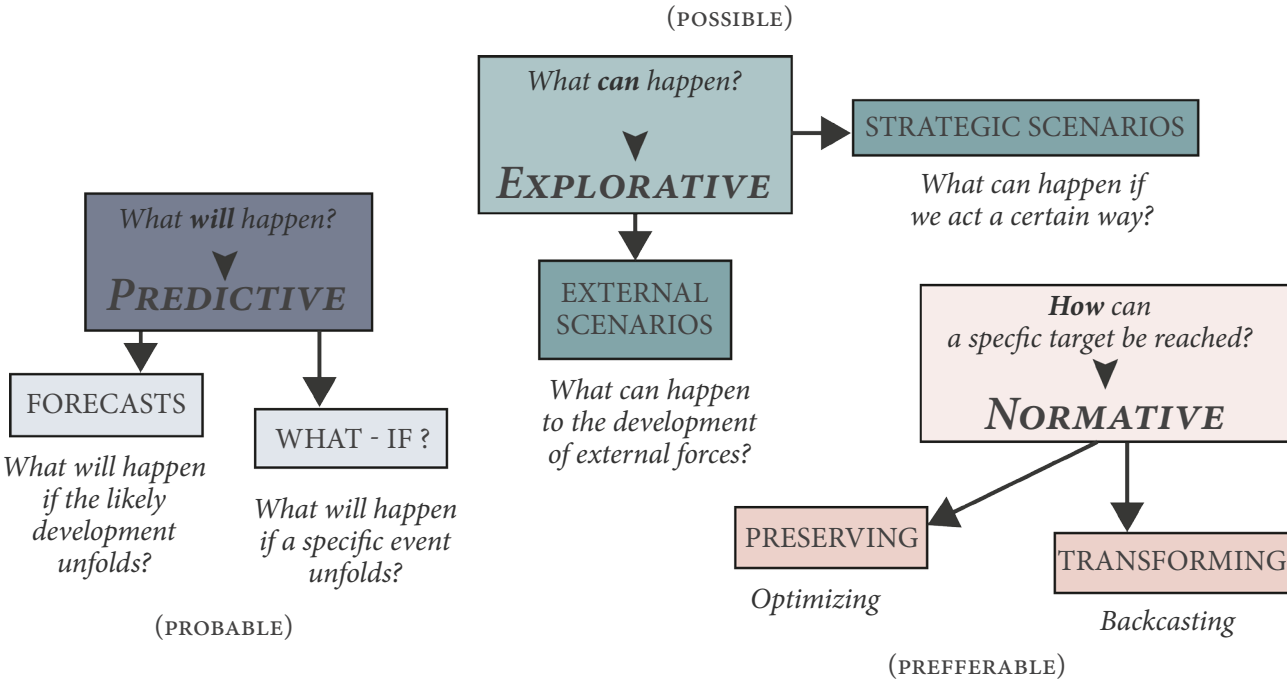 (POSSIBLE)
What can happen?
EXPLORATIVE
STRATEGIC SCENARIOS
What can happen if
we act a certain way?
EXTERNAL
SCENARIOS
What can happen
to the development
of external forces?
What will happen?
PREDICTIVE
FORECASTS
What will happen
if the likely
development
unfolds?
WHAT - IF ?
What will happen
if a specific event
unfolds?
(PROBABLE)
How can
a specfic target be reached?
NORMATIVE
PRESERVING
Optimizing
TRANSFORMING
Backcasting
(PREFFERABLE)